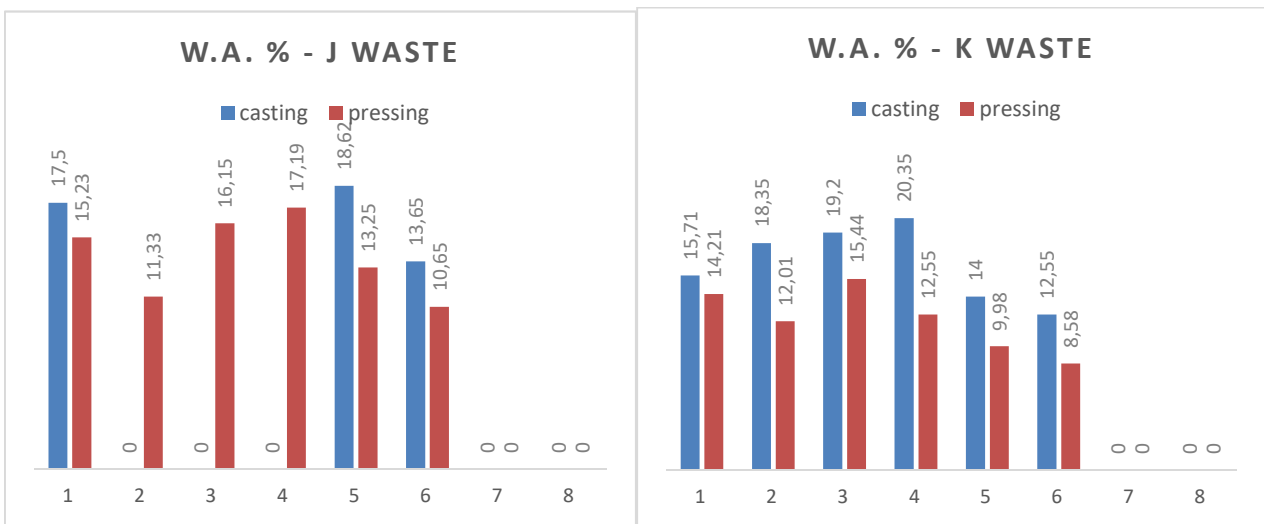 W.A. % - J WASTE
casting pressing
17,5 15,23 0 11,33 0 16,15 0 17,19 18,62 13,25 13,65 10,65 0 0 0 0
1 2 3 4 5 6 7 8
W.A. % - K WASTE
casting pressing
15,71 14,21 18,35 12,01 19,2 15,44 20,35 12,55 14 9,98 12,55 8,58 0 0 0 0
1 2 3 4 5 6 7 8